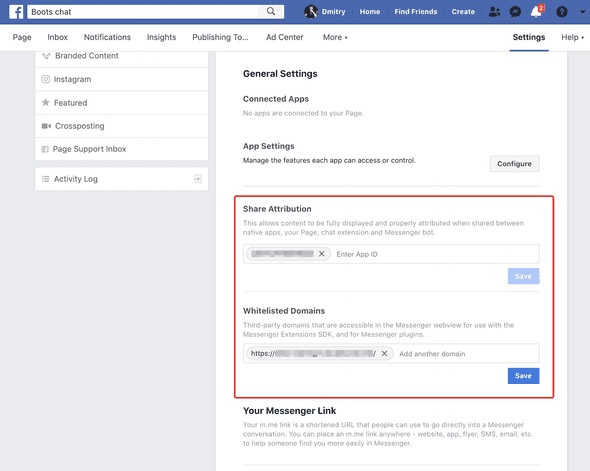 Boots chat
Dmitry
Home
Find Friends
Create
2
Page
Inbox
Notifications
Insights
Publishing To...
Ad Center
More
Settings
Help
Branded Content
Instagram
Featured
Crossposting
Page Support Inbox
Activity Log
General Settings
Connected Apps
No apps are connected to your Page.
App Settings
Manage the features each app can access or control.
Configure
Share Attribution
This allows content to be fully displayed and properly attributed when shared between
native apps, your Page, chat extension and Messenger bot.
Enter App ID
Save
Whitelisted Domains
Third-party domains that are accessible in the Messenger webview for use with the
Messenger Extensions SDK, and for Messenger plugins.
https:// /
Add another domain
Save
Your Messenger Link
Your m.me link is a shortened URL that people can use to go directly into a Messenger
conversation. You can place an m.me link anywhere - website, app, flyer, SMS, email, etc.
to help someone find you more easily in Messenger.